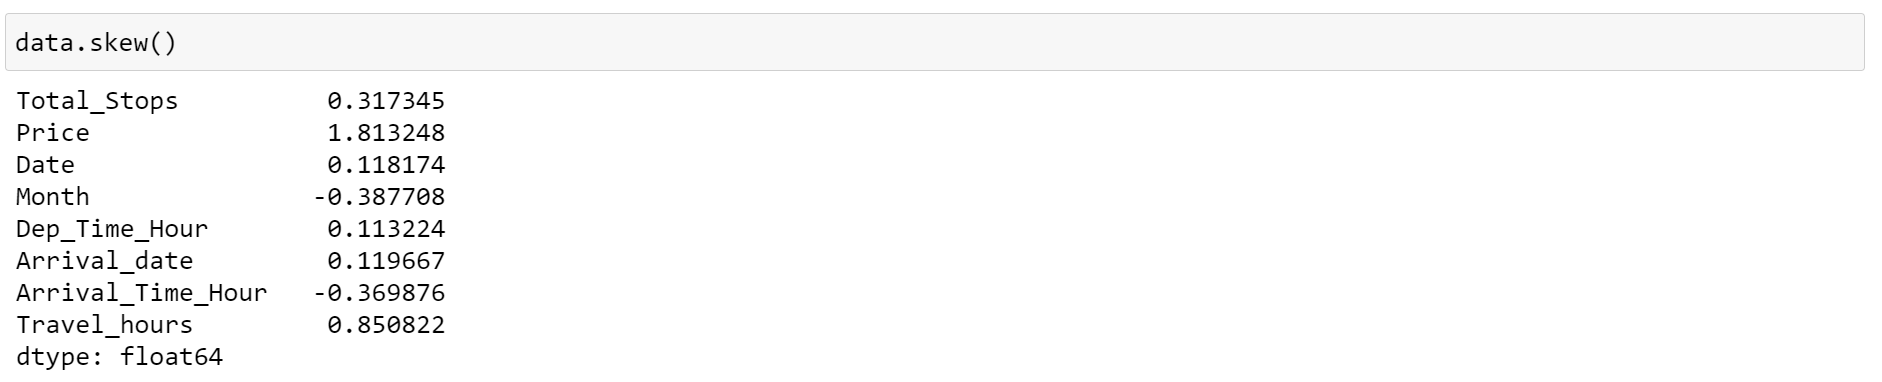 data.skew()
Total_Stops 0.317345
Price 1.813248
Date 0.118174
Month -0.387708
Dep_Time_Hour 0.113224
Arrival_date 0.119667
Arrival_Time_Hour -0.369876
Travel_hours 0.850822
dtype: float64